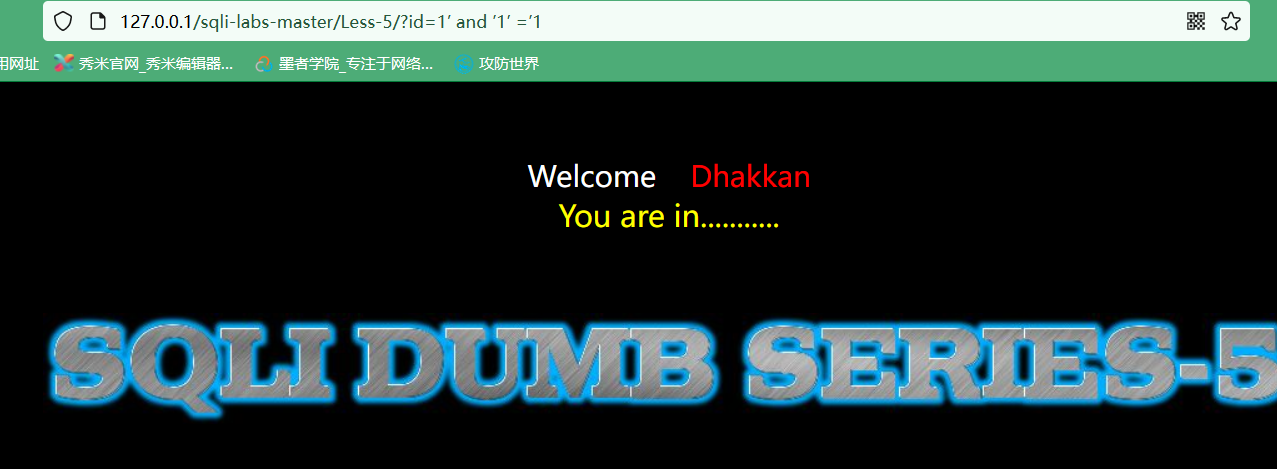 127.0.0.1/sqli-labs-master/Less-5/?id=1′ and ′1′ =′1
用网址 秀米官网_秀米编辑器... 墨者学院_专注于网络... 攻防世界
Welcome Dhakkan
You are in...........
SQLI DUMB SERIES-5